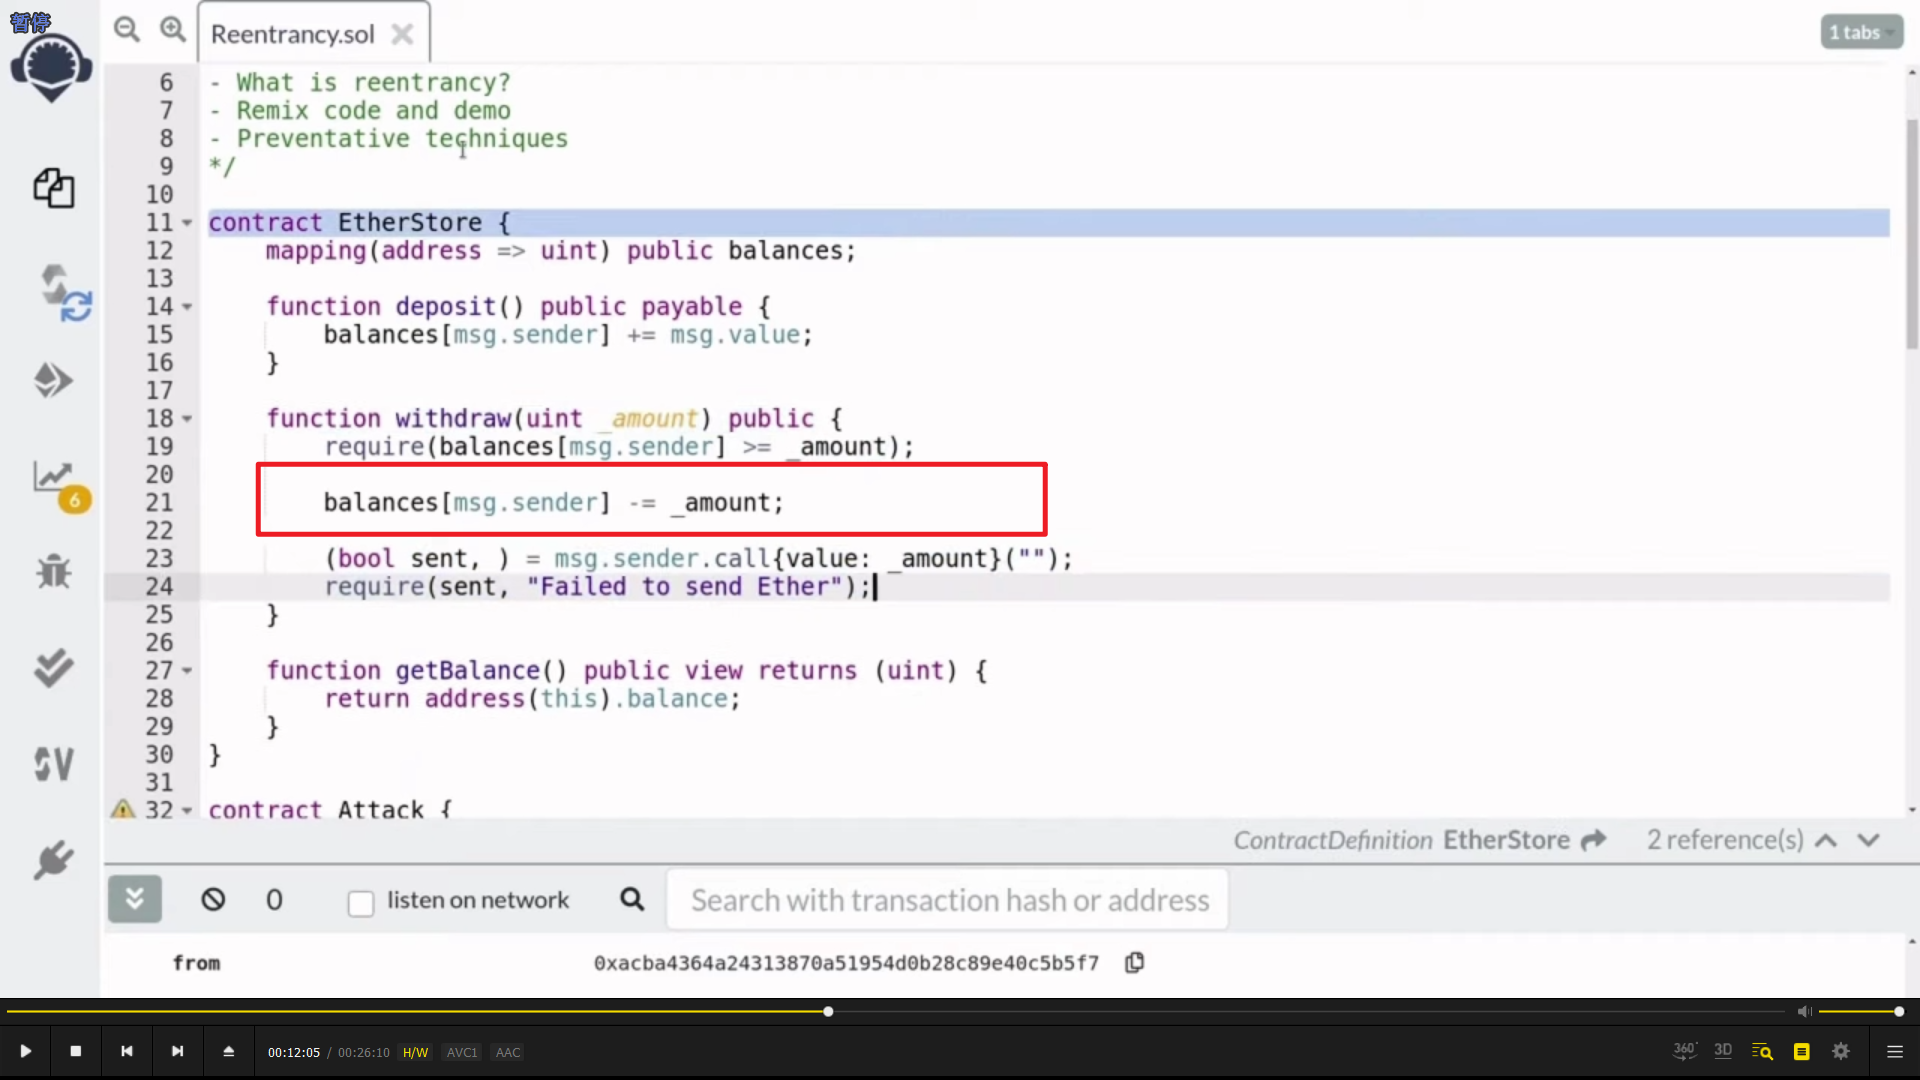 暂停
Reentrancy.sol
1 tabs
6 - What is reentrancy?
7 - Remix code and demo
8 - Preventative techniques
9 */
10
11 contract EtherStore {
12 mapping(address => uint) public balances;
13
14 function deposit() public payable {
15 balances[msg.sender] += msg.value;
16 }
17
18 function withdraw(uint _amount) public {
19 require(balances[msg.sender] >= _amount);
20
21 balances[msg.sender] -= _amount;
22
23 (bool sent, ) = msg.sender.call{value: _amount}("");
24 require(sent, "Failed to send Ether");
25 }
26
27 function getBalance() public view returns (uint) {
28 return address(this).balance;
29 }
30 }
31
32 contract Attack {
6
ContractDefinition EtherStore 2 reference(s)
0 listen on network Search with transaction hash or address
from 0xacba4364a24313870a51954d0b28c89e40c5b5f7
00:12:05 / 00:26:10 H/W AVC1 AAC 360° 3D